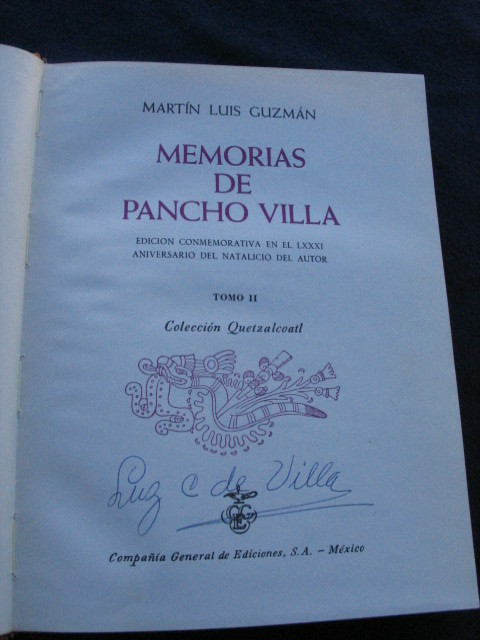 MARTÍN LUIS GUZMÁN
MEMORIAS
DE
PANCHO VILLA
EDICION CONMEMORATIVA EN EL LXXXI
ANIVERSARIO DEL NATALICIO DEL AUTOR
TOMO II
Colección Quetzalcoatl
Luz C de Villa
Compañía General de Ediciones, S.A. – México